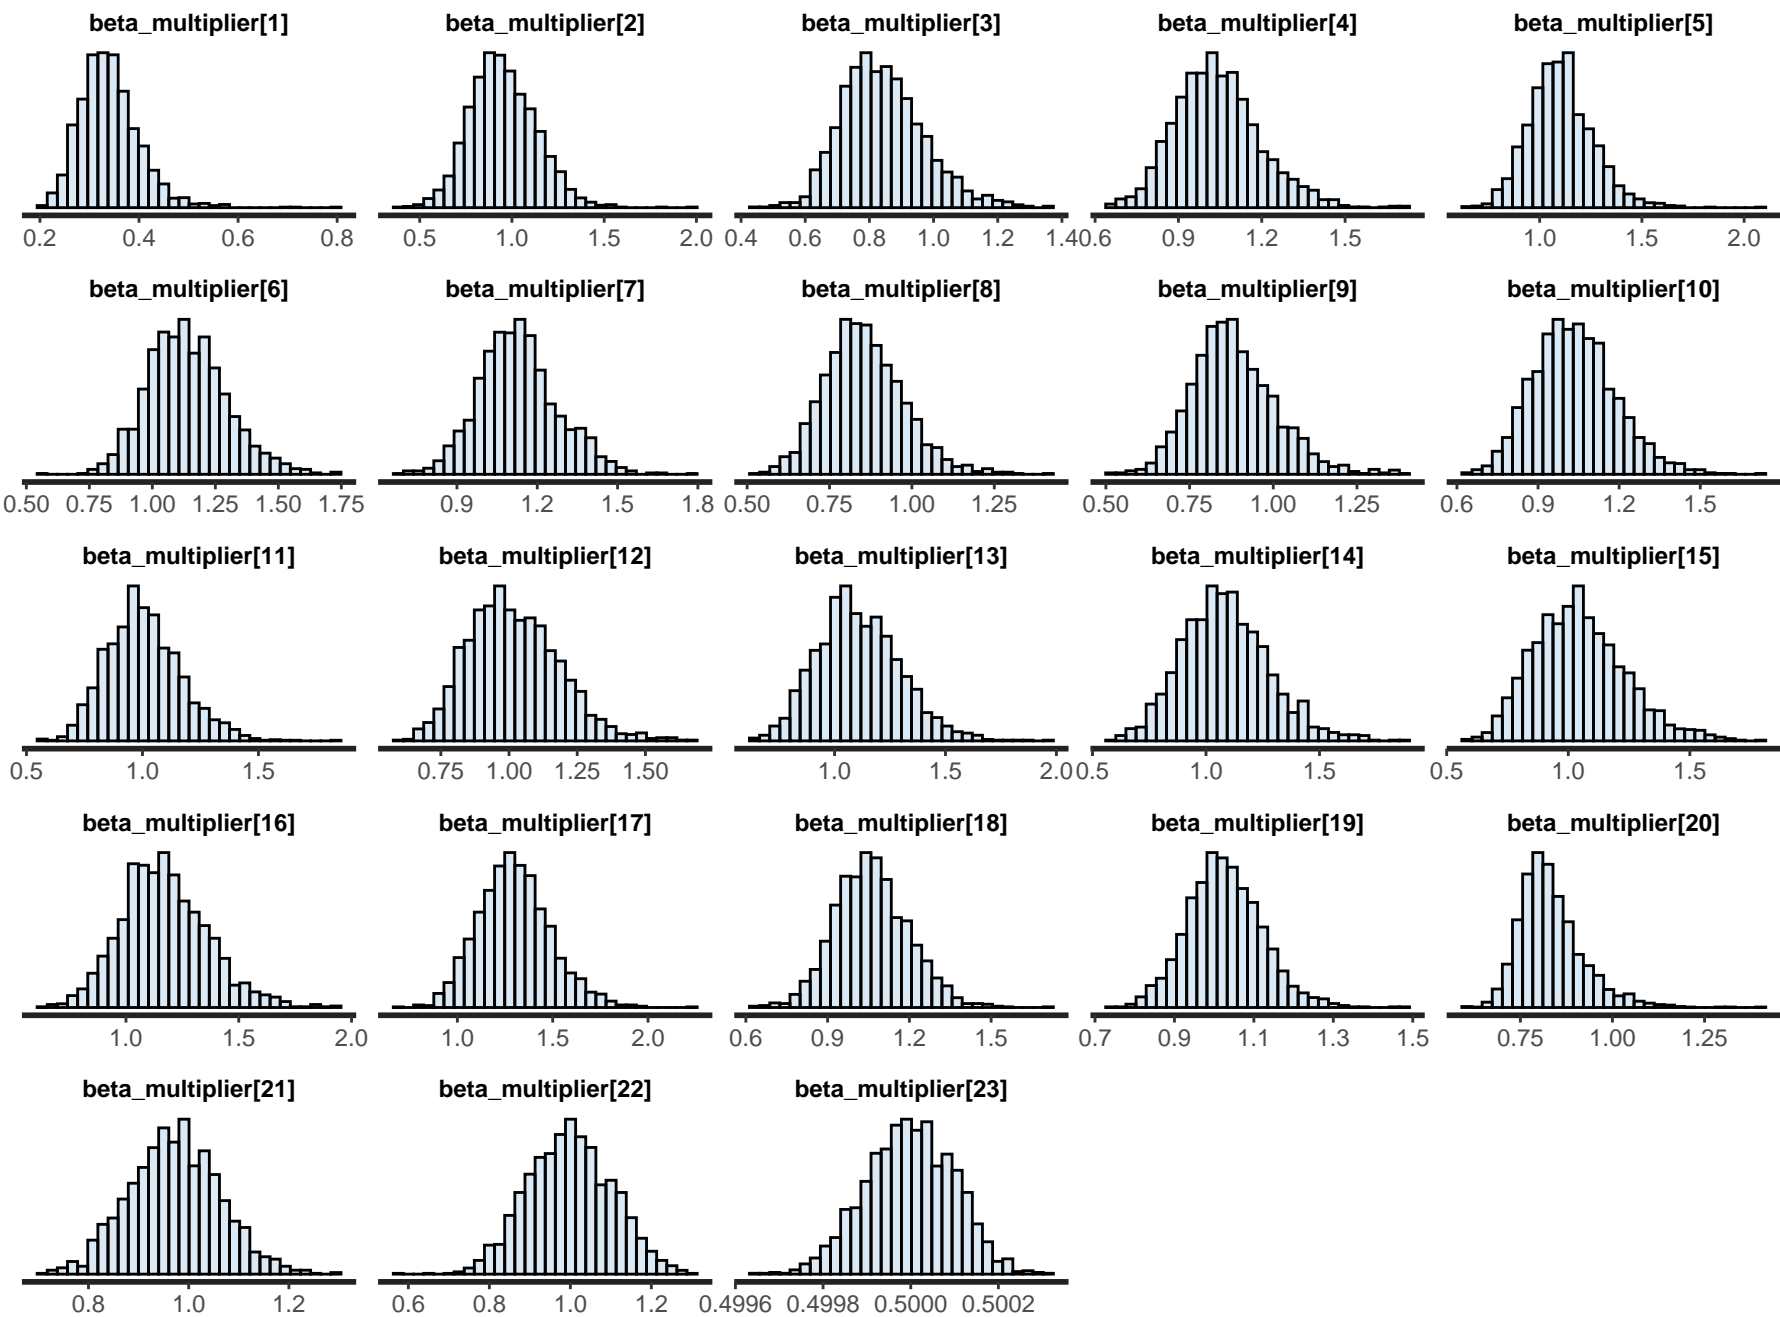 beta_multiplier[1] beta_multiplier[2] beta_multiplier[3] beta_multiplier[4] beta_multiplier[5]
0.2 0.4 0.6 0.8 0.5 1.0 1.5 2.0 0.4 0.6 0.8 1.0 1.2 1.4 0.6 0.9 1.2 1.5 1.0 1.5 2.0
beta_multiplier[6] beta_multiplier[7] beta_multiplier[8] beta_multiplier[9] beta_multiplier[10]
0.50 0.75 1.00 1.25 1.50 1.75 0.9 1.2 1.5 1.8 0.50 0.75 1.00 1.25 0.50 0.75 1.00 1.25 0.6 0.9 1.2 1.5
beta_multiplier[11] beta_multiplier[12] beta_multiplier[13] beta_multiplier[14] beta_multiplier[15]
0.5 1.0 1.5 0.75 1.00 1.25 1.50 1.0 1.5 2.0 0.5 1.0 1.5 0.5 1.0 1.5
beta_multiplier[16] beta_multiplier[17] beta_multiplier[18] beta_multiplier[19] beta_multiplier[20]
1.0 1.5 2.0 1.0 1.5 2.0 0.6 0.9 1.2 1.5 0.7 0.9 1.1 1.3 1.5 0.75 1.00 1.25
beta_multiplier[21] beta_multiplier[22] beta_multiplier[23]
0.8 1.0 1.2 0.6 0.8 1.0 1.2 0.4996 0.4998 0.5000 0.5002